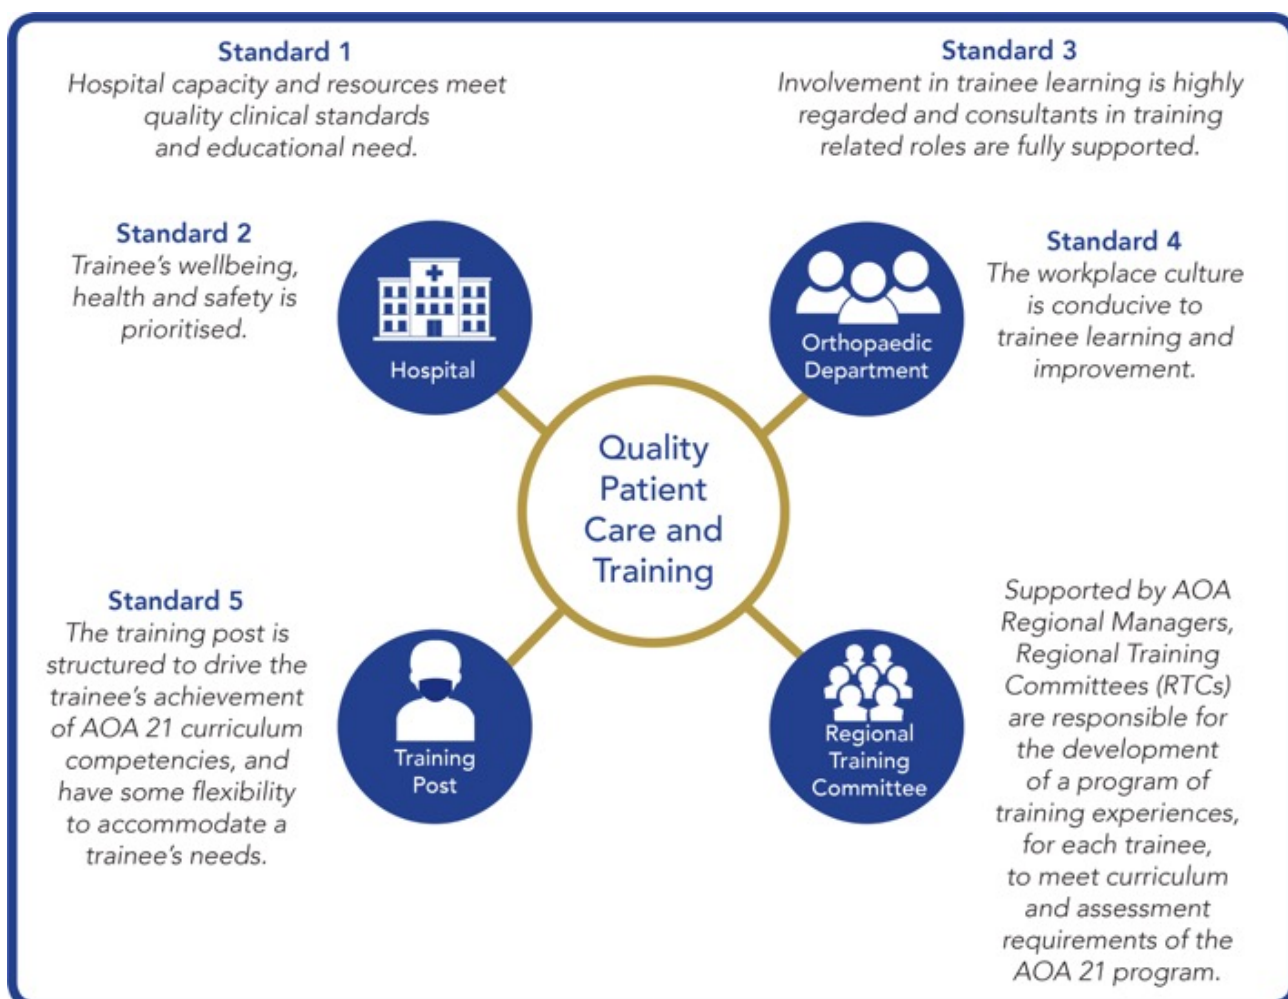 Standard 1
Hospital capacity and resources meet
quality clinical standards
and educational need.
Standard 3
Involvement in trainee learning is highly
regarded and consultants in training
related roles are fully supported.
Standard 2
Trainee’s wellbeing,
health and safety is
prioritised.
Hospital
Orthopaedic
Department
Standard 4
The workplace culture
is conducive to
trainee learning and
improvement.
Quality
Patient
Care and
Training
Standard 5
The training post is
structured to drive the
trainee’s achievement
of AOA 21 curriculum
competencies, and
have some flexibility
to accommodate a
trainee’s needs.
Training
Post
Regional
Training
Committee
Supported by AOA
Regional Managers,
Regional Training
Committees (RTCs)
are responsible for
the development
of a program of
training experiences,
for each trainee,
to meet curriculum
and assessment
requirements of the
AOA 21 program.